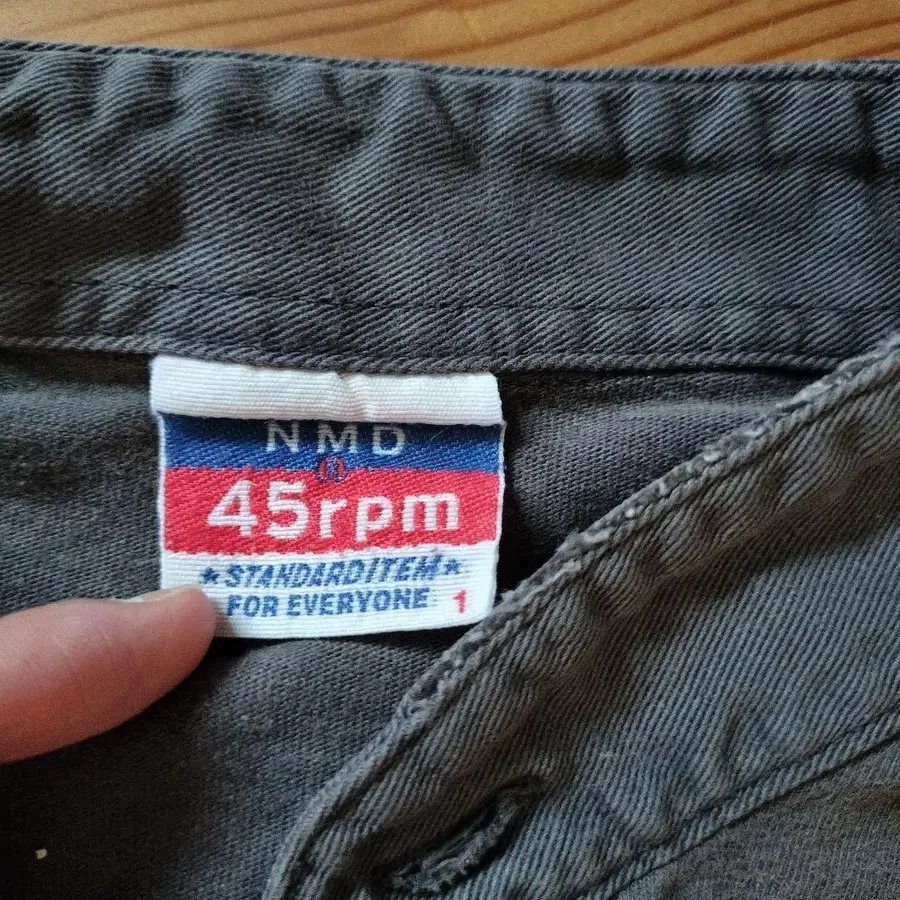 NMD
45rpm
★STANDARD ITEM★
FOR EVERYONE 1